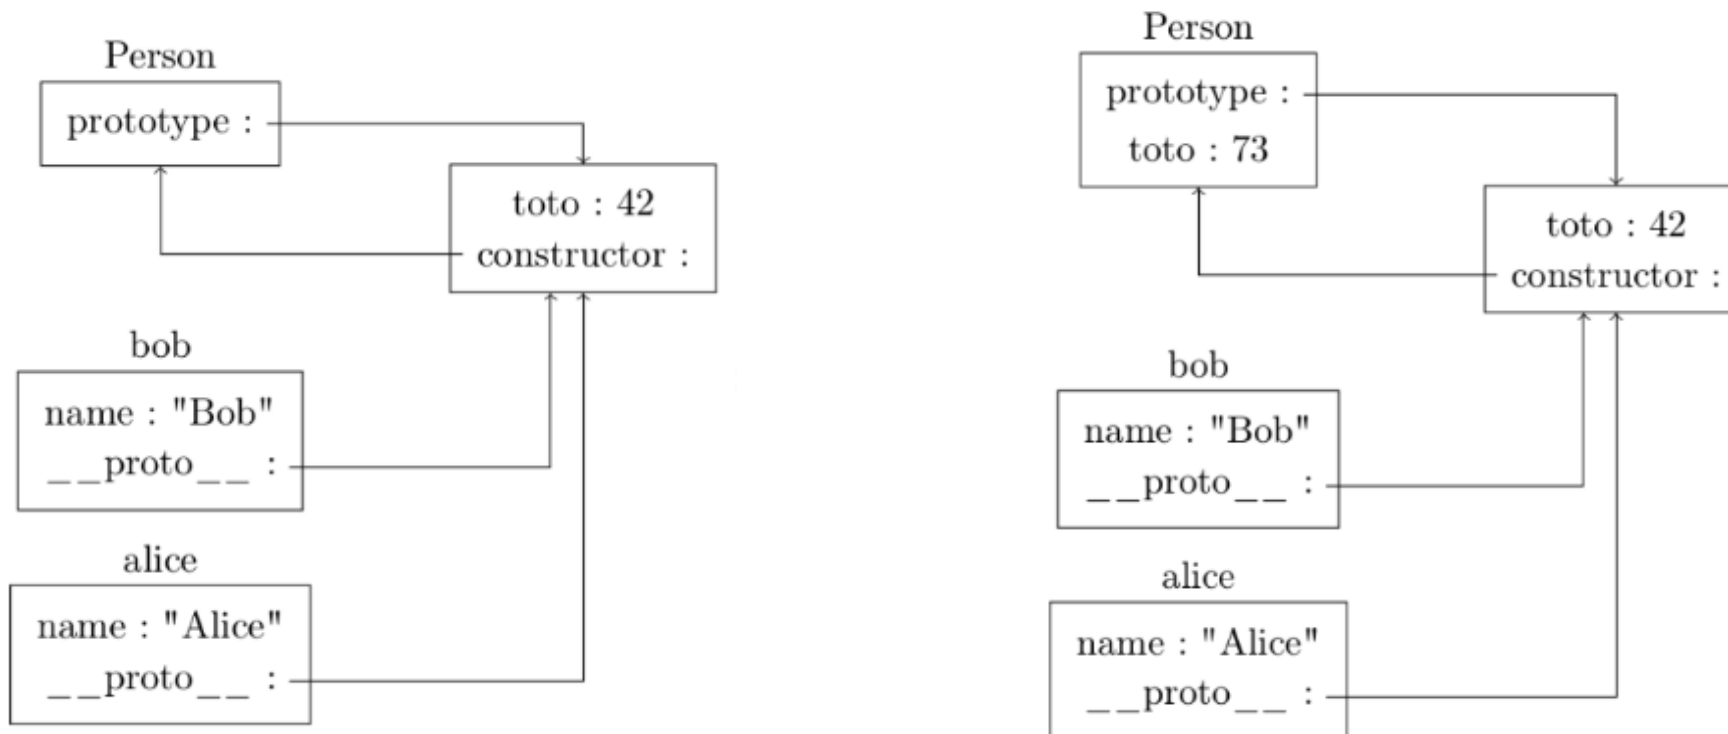 Person
prototype :
toto : 42
constructor :
bob
name : "Bob"
__proto__ :
alice
name : "Alice"
__proto__ :
Person
prototype :
toto : 73
toto : 42
constructor :
bob
name : "Bob"
__proto__ :
alice
name : "Alice"
__proto__ :